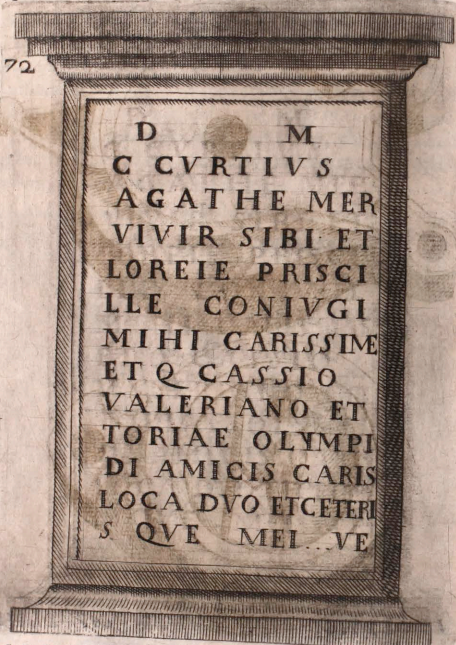 72
D M
C CVRTIVS
AGATHE MER
VIVIR SIBI ET
LOREIE PRISCI
LLE CONIVGI
MIHI CARISSIME
ET Q CASSIO
VALERIANO ET
TORIAE OLYMPI
DI AMICIS CARIS
LOCA DVO ETCETERI
S QVE MEI...VE